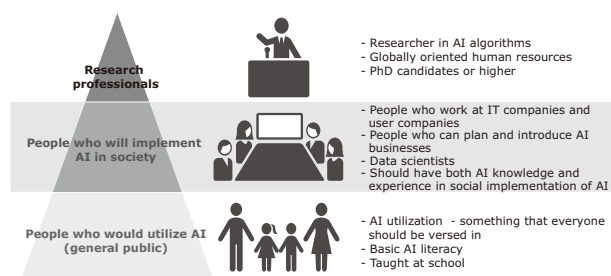 Research
professionals
- Researcher in AI algorithms
- Globally oriented human resources
- PhD candidates or higher
People who will implement
AI in society
- People who work at IT companies and
user companies
- People who can plan and introduce AI
businesses
- Data scientists
- Should have both AI knowledge and
experience in social implementation of AI
People who would utilize AI
(general public)
- AI utilization - something that everyone
should be versed in
- Basic AI literacy
- Taught at school